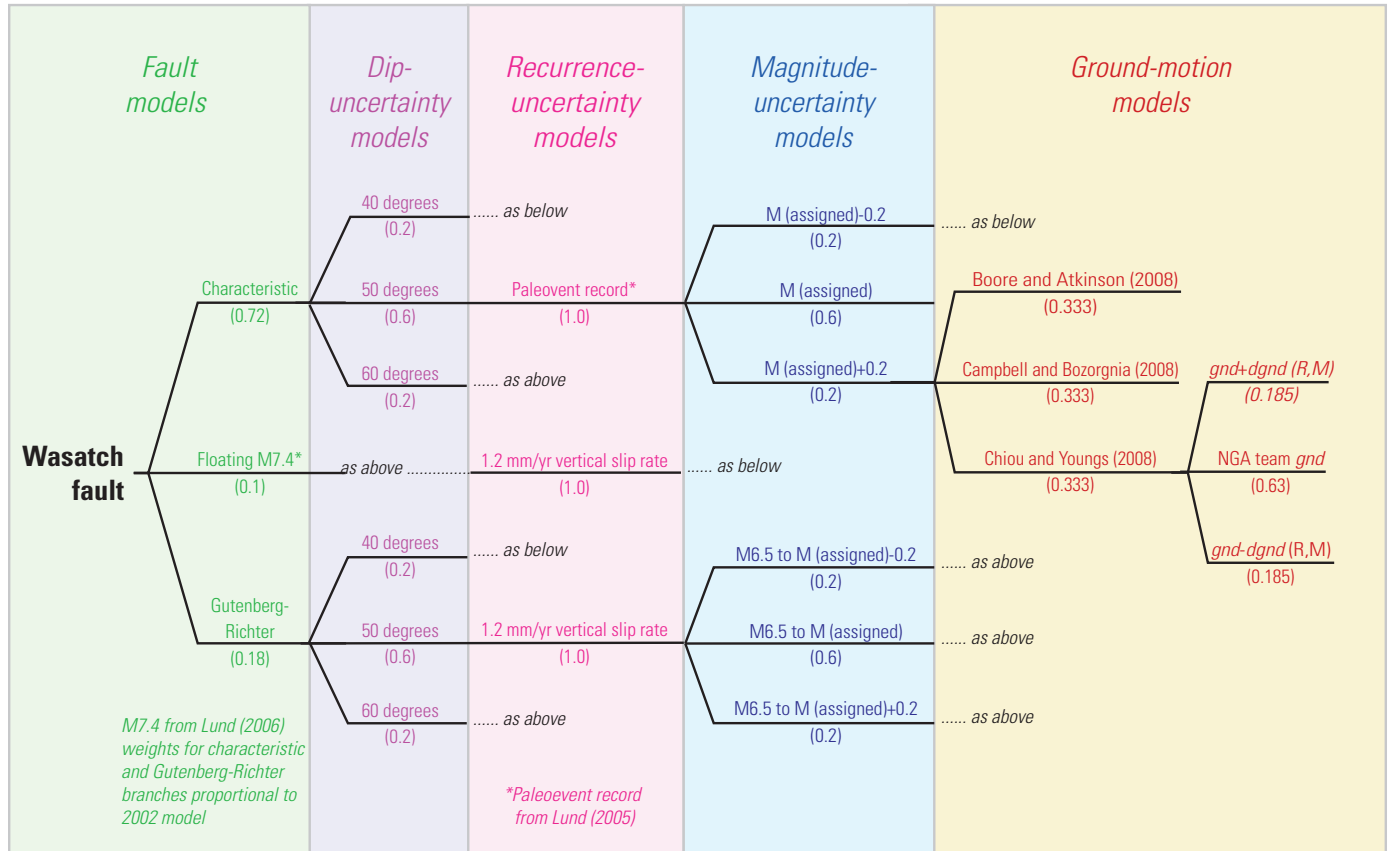 Fault
models
Dip-
uncertainty
models
Recurrence-
uncertainty
models
Magnitude-
uncertainty
models
Ground-motion
models
Wasatch
fault
Characteristic
(0.72)
Floating M7.4*
(0.1)
Gutenberg-
Richter
(0.18)
M7.4 from Lund (2006)
weights for characteristic
and Gutenberg-Richter
branches proportional to
2002 model
40 degrees
(0.2)
...... as below
50 degrees
(0.6)
60 degrees
(0.2)
...... as above
as above .............
40 degrees
(0.2)
...... as below
50 degrees
(0.6)
60 degrees
(0.2)
...... as above
Paleovent record*
(1.0)
1.2 mm/yr vertical slip rate
(1.0)
...... as below
1.2 mm/yr vertical slip rate
(1.0)
*Paleoevent record
from Lund (2005)
M (assigned)-0.2
(0.2)
...... as below
M (assigned)
(0.6)
M (assigned)+0.2
(0.2)
M6.5 to M (assigned)-0.2
(0.2)
...... as above
M6.5 to M (assigned)
(0.6)
...... as above
M6.5 to M (assigned)+0.2
(0.2)
...... as above
Boore and Atkinson (2008)
(0.333)
Campbell and Bozorgnia (2008)
(0.333)
Chiou and Youngs (2008)
(0.333)
gnd+dgnd (R,M)
(0.185)
NGA team gnd
(0.63)
gnd-dgnd (R,M)
(0.185)